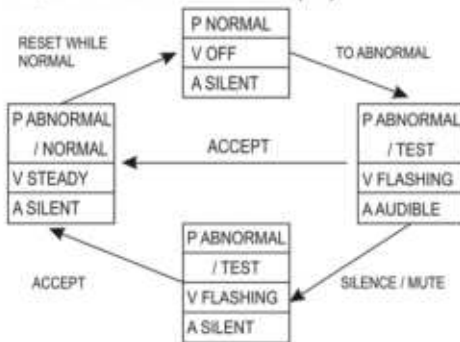 P NORMAL
V OFF
A SILENT
RESET WHILE
NORMAL
TO ABNORMAL
P ABNORMAL
/ NORMAL
V STEADY
A SILENT
ACCEPT
P ABNORMAL
/ TEST
V FLASHING
A AUDIBLE
P ABNORMAL
/ TEST
V FLASHING
A SILENT
ACCEPT
SILENCE / MUTE